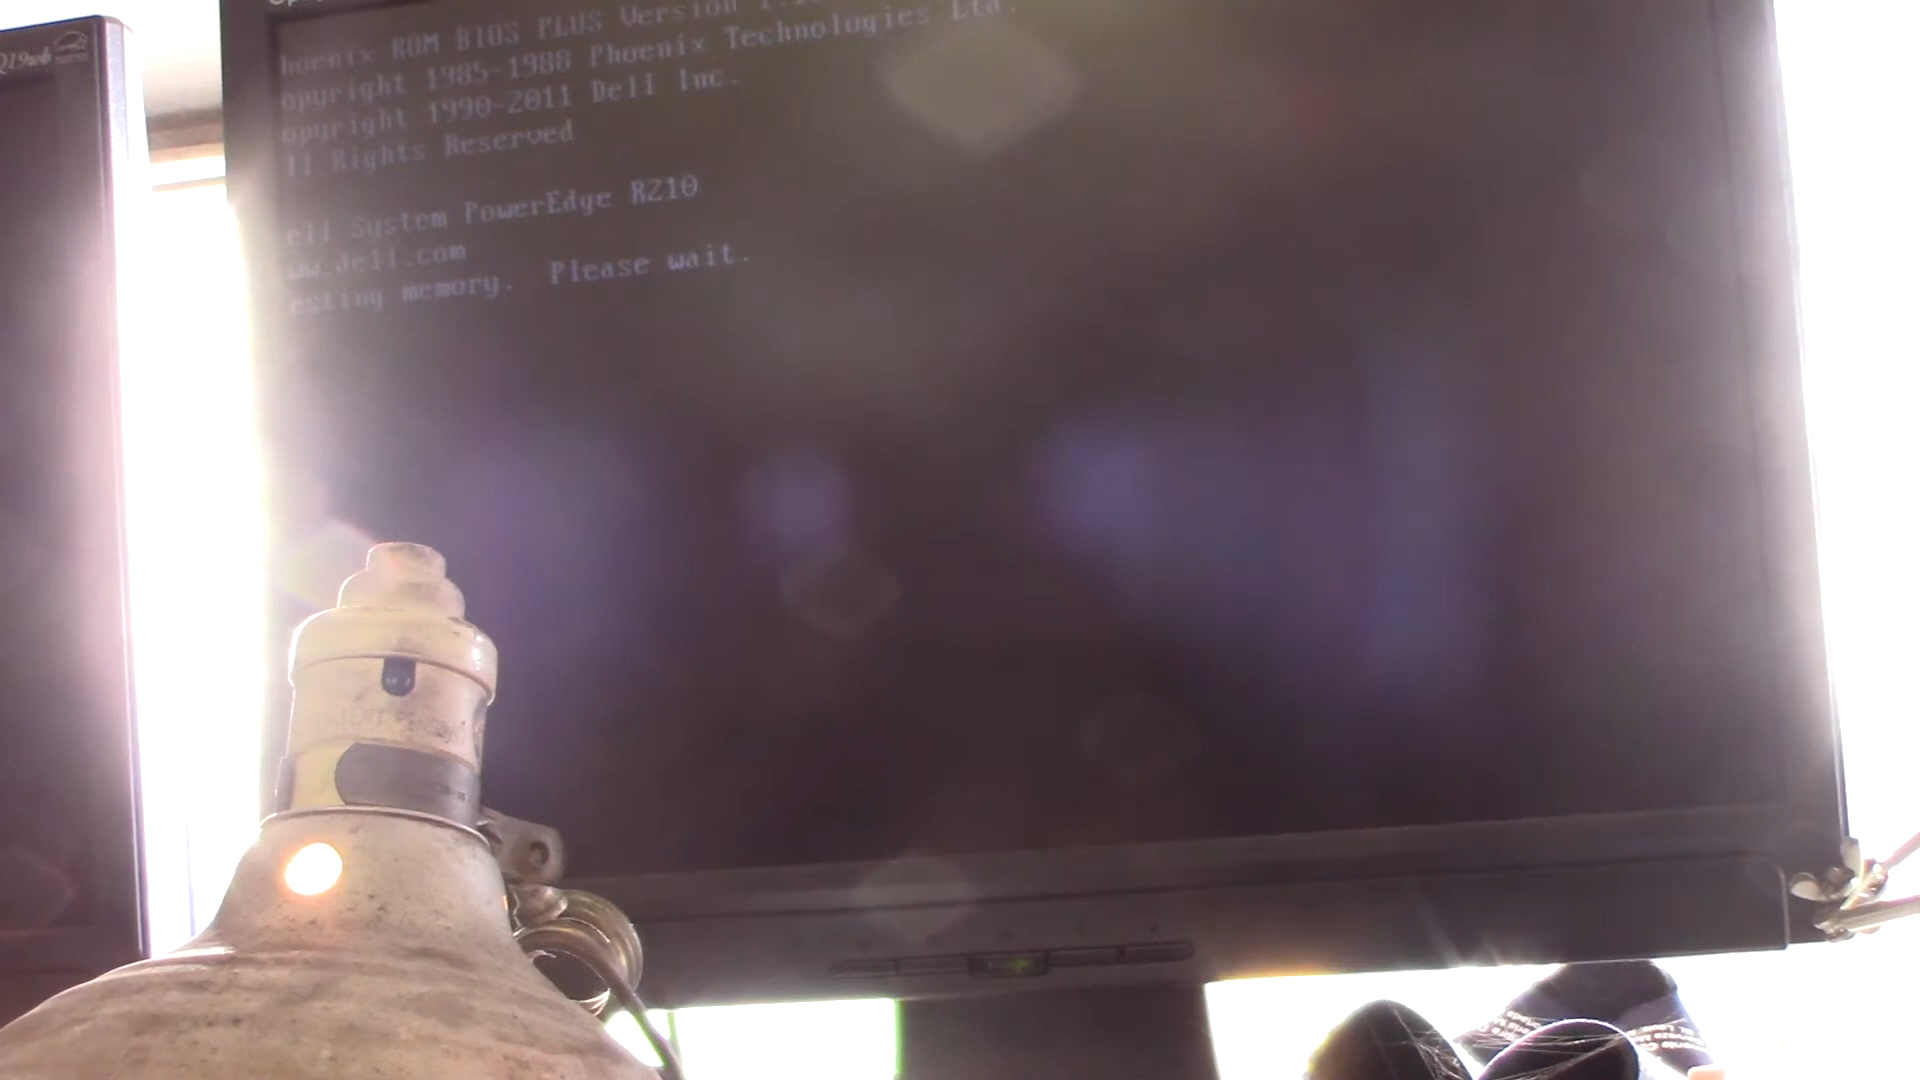 Q19wb
hoenix ROM BIOS PLUS Version
opyright 1985-1988 Phoenix Technologies Ltd.
opyright 1990-2011 Dell Inc.
ll Rights Reserved
ell System PowerEdge R210
ww.dell.com
esting memory. Please wait.